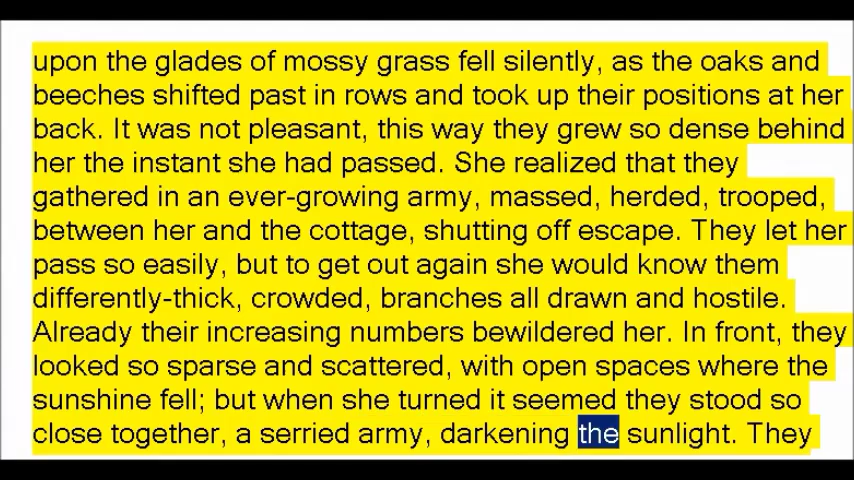 upon the glades of mossy grass fell silently, as the oaks and
beeches shifted past in rows and took up their positions at her
back. It was not pleasant, this way they grew so dense behind
her the instant she had passed. She realized that they
gathered in an ever-growing army, massed, herded, trooped,
between her and the cottage, shutting off escape. They let her
pass so easily, but to get out again she would know them
differently-thick, crowded, branches all drawn and hostile.
Already their increasing numbers bewildered her. In front, they
looked so sparse and scattered, with open spaces where the
sunshine fell; but when she turned it seemed they stood so
close together, a serried army, darkening the sunlight. They